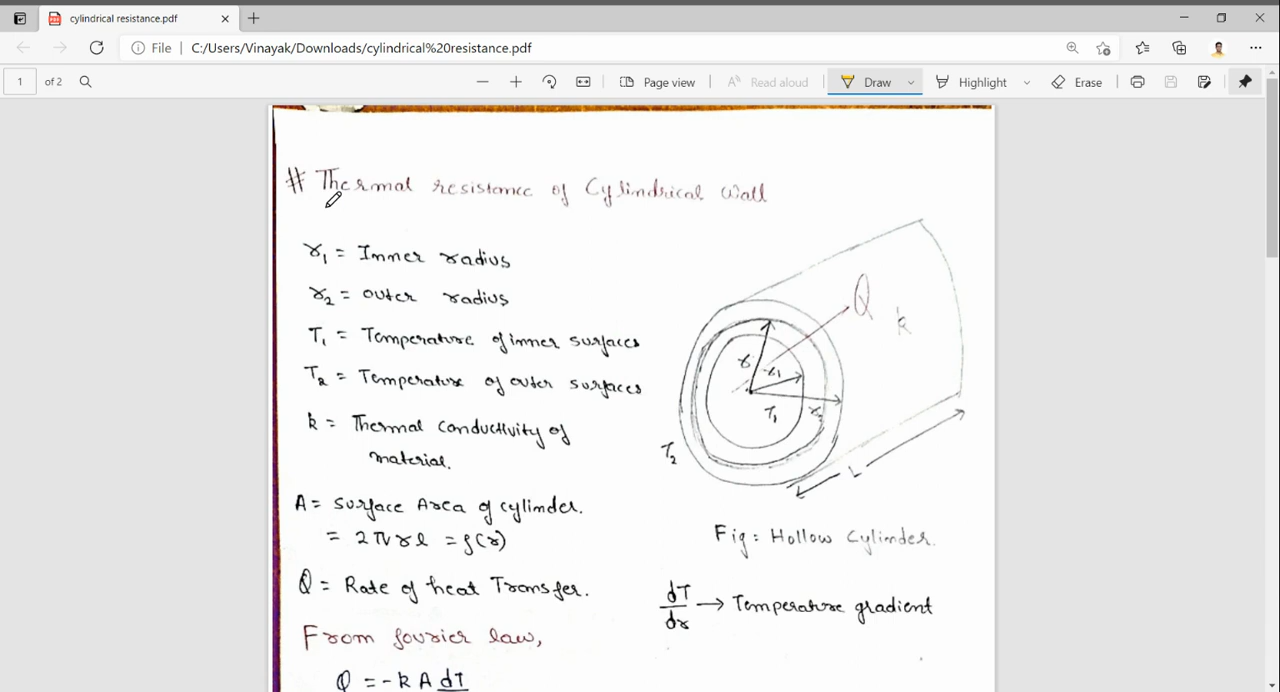 cylindrical resistance.pdf
File | C:/Users/Vinayak/Downloads/cylindrical%20resistance.pdf
1 of 2
Page view
Read aloud
Draw
Highlight
Erase
# Thermal resistance of Cylindrical wall
r₁ = Inner radius
r₂ = outer radius
T₁ = Temperature of inner surfaces
T₂ = Temperature of outer surfaces
k = Thermal conductivity of
material.
A = Surface Area of cylinder.
= 2πrl = f(r)
Q = Rate of heat Transfer.
From fourier law,
Q = -kA dT
Q
k
r
r₁
T₁
r₂
T₂
L
Fig: Hollow Cylinder.
dT/dr → Temperature gradient